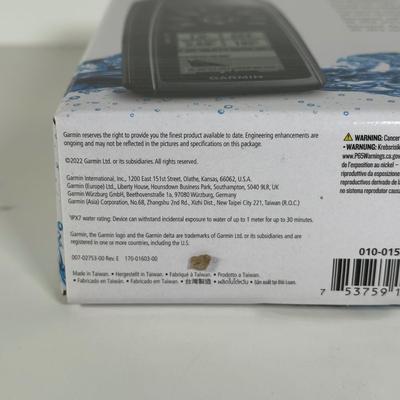 GARMIN
Garmin reserves the right to provide you the finest product available to date. Engineering enhancements are
ongoing and may not be reflected in the pictures and specifications on this package.
©2022 Garmin Ltd. or its subsidiaries. All rights reserved.
Garmin International, Inc., 1200 East 151st Street, Olathe, Kansas, 66062, U.S.A.
Garmin (Europe) Ltd., Liberty House, Hounsdown Business Park, Southampton, SO40 9LR, UK
Garmin Würzburg GmbH, Beethovenstraße 1a, 97080 Würzburg, Germany
Garmin (Asia) Corporation, No.68, Zhangshu 2nd Rd., Xizhi Dist., New Taipei City 221, Taiwan (R.O.C.)
IPX7 water rating: Device can withstand incidental exposure to water of up to 1 meter for up to 30 minutes.
Garmin, the Garmin logo and the Garmin delta are trademarks of Garmin Ltd. or its subsidiaries and are
registered in one or more countries, including the U.S.
007-02753-00 Rev. E 170-01603-00
Made in Taiwan. • Hergestellt in Taiwan. • Fabriqué à Taiwan. • Prodotto a Taiwan.
Fabricado en Taiwan. • Fabricado em Taiwan. • 台灣製造 • ผลิตในไต้หวัน • Sản xuất tại Đài Loan.
WARNING: Cancer
• WARNUNG: Krebsrisik
www.P65Warnings.ca.gov
de l'exposition au nickel –
riproduttiva da esposizione
reproductivos derivado de la
no sistema reprodutor causad
010-015
7 53759 1